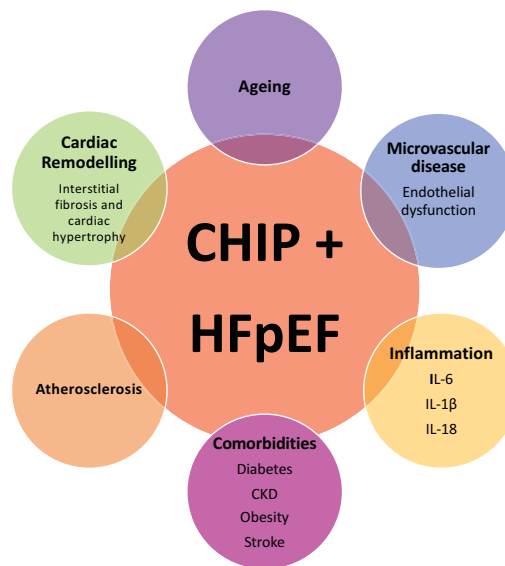 Ageing
Cardiac
Remodelling
Interstitial
fibrosis and
cardiac
hypertrophy
Microvascular
disease
Endothelial
dysfunction
CHIP +
HFpEF
Atherosclerosis
Inflammation
IL-6
IL-1β
IL-18
Comorbidities
Diabetes
CKD
Obesity
Stroke